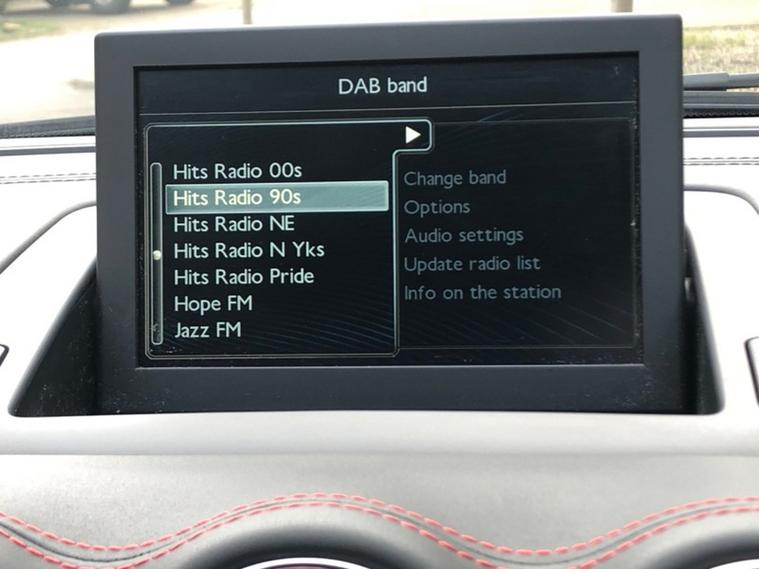 DAB band
Hits Radio 00s
Hits Radio 90s
Hits Radio NE
Hits Radio N Yks
Hits Radio Pride
Hope FM
Jazz FM
Change band
Options
Audio settings
Update radio list
Info on the station